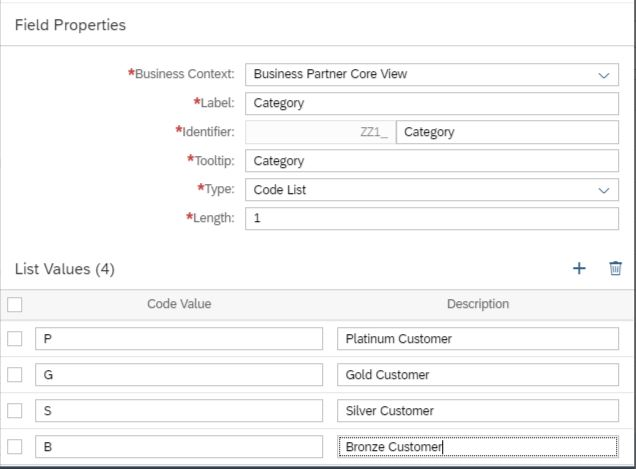 Field Properties
*Business Context: Business Partner Core View
*Label: Category
*Identifier: ZZ1_ Category
*Tooltip: Category
*Type: Code List
*Length: 1
List Values (4)
Code Value Description
P Platinum Customer
G Gold Customer
S Silver Customer
B Bronze Customer